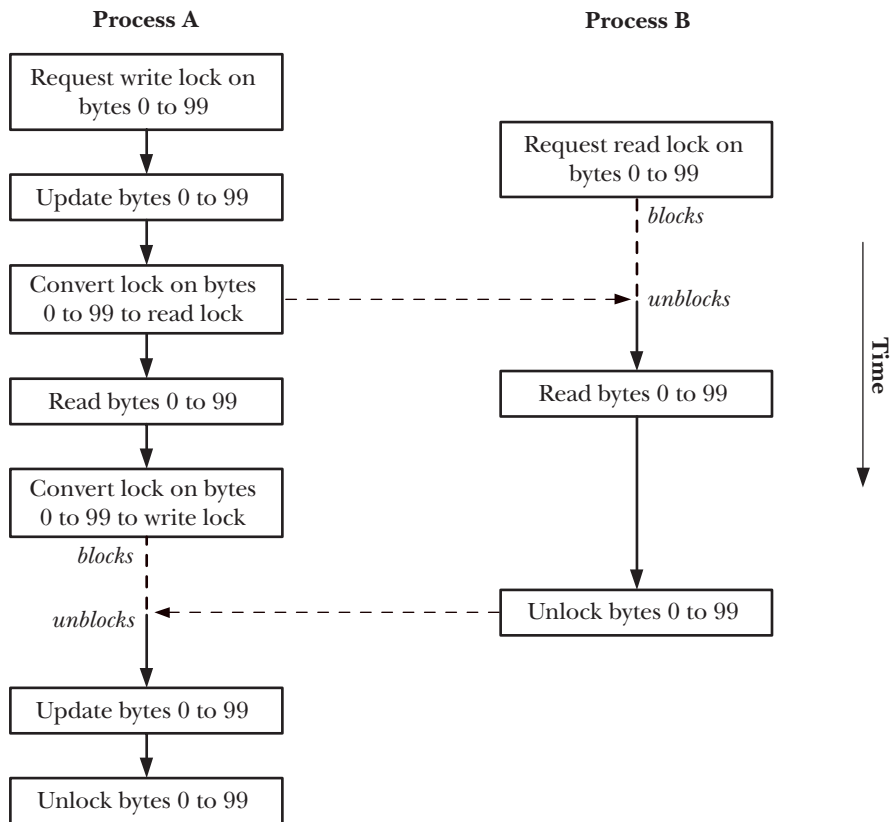 Process A
Request write lock on
bytes 0 to 99
Update bytes 0 to 99
Convert lock on bytes
0 to 99 to read lock
Read bytes 0 to 99
Convert lock on bytes
0 to 99 to write lock
blocks
unblocks
Update bytes 0 to 99
Unlock bytes 0 to 99
Process B
Request read lock on
bytes 0 to 99
blocks
unblocks
Read bytes 0 to 99
Unlock bytes 0 to 99
Time